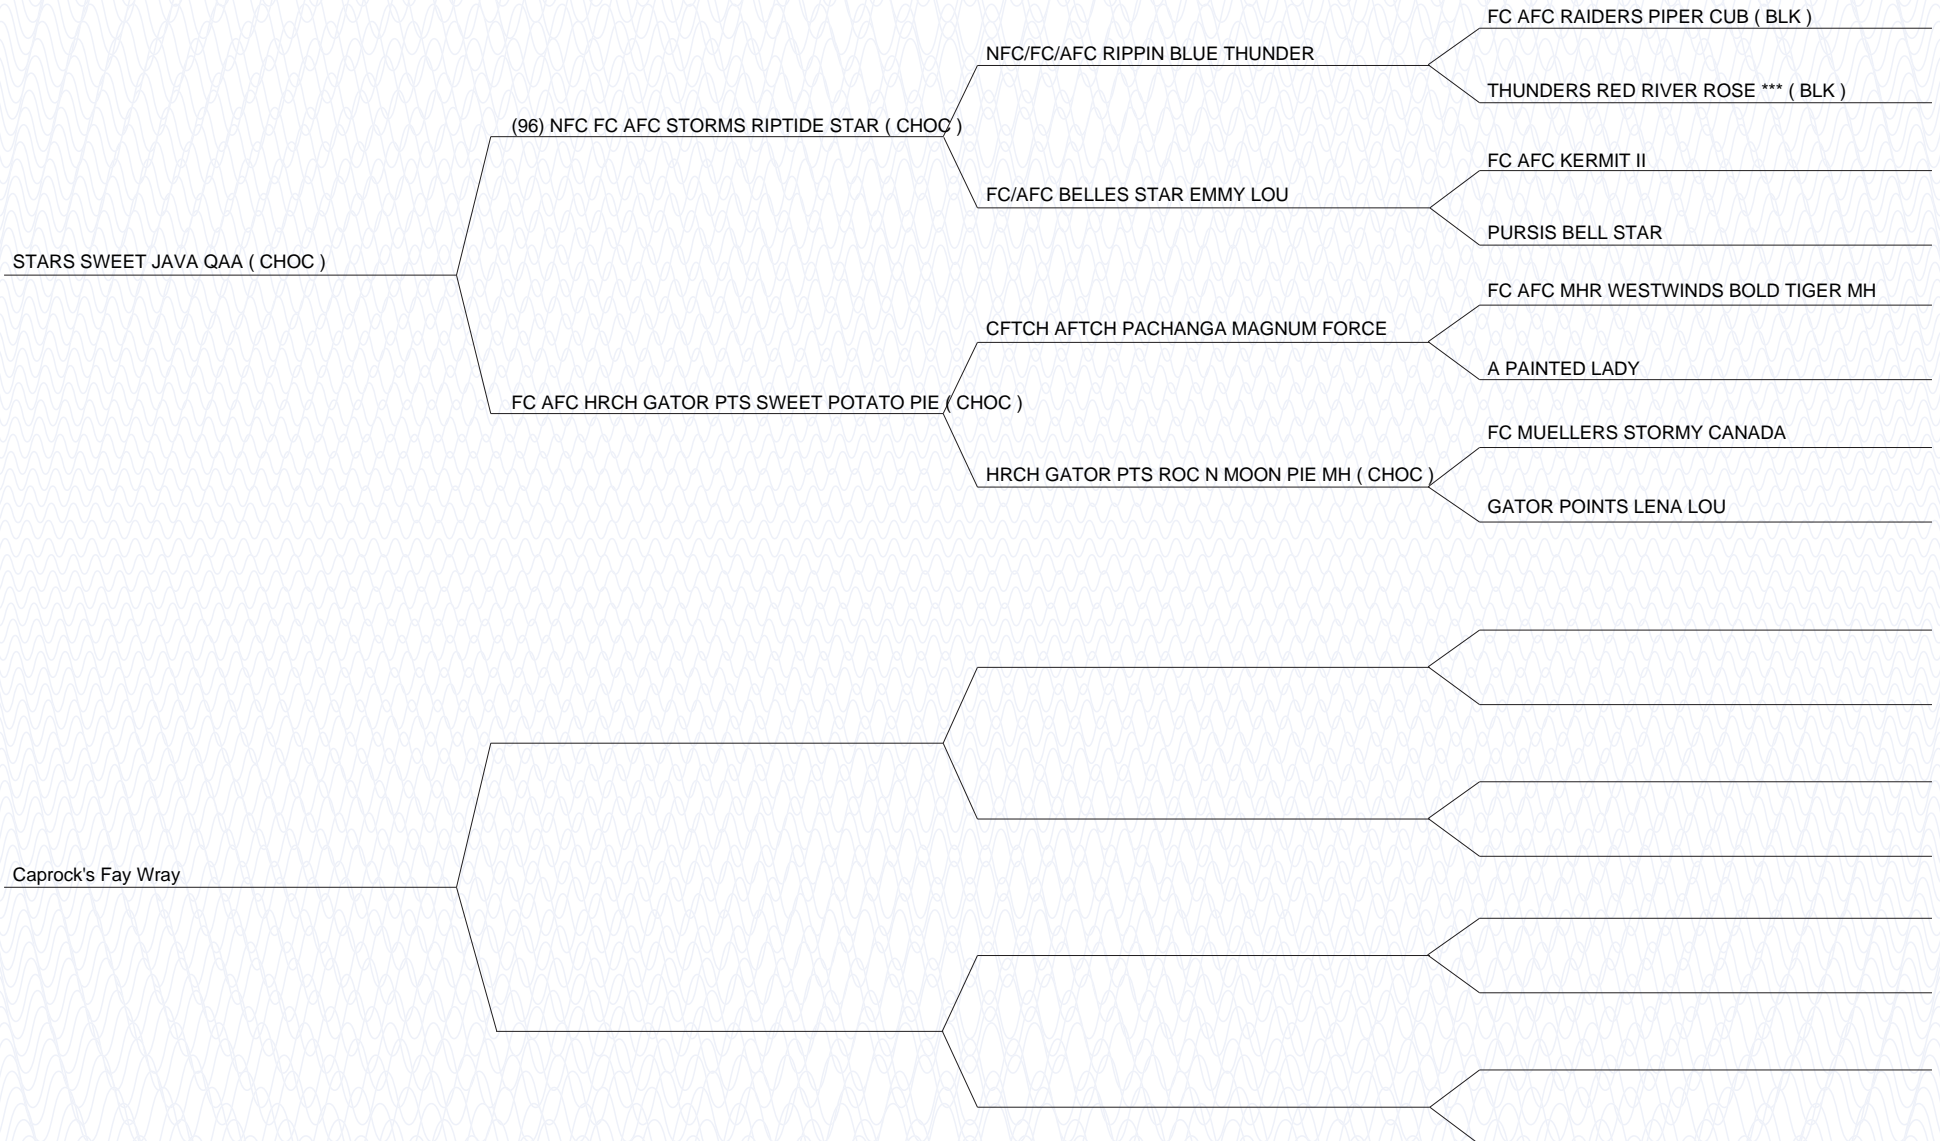 FC AFC RAIDERS PIPER CUB ( BLK )
NFC/FC/AFC RIPPIN BLUE THUNDER
THUNDERS RED RIVER ROSE *** ( BLK )
(96) NFC FC AFC STORMS RIPTIDE STAR ( CHOC )
FC AFC KERMIT II
FC/AFC BELLES STAR EMMY LOU
PURSIS BELL STAR
STARS SWEET JAVA QAA ( CHOC )
FC AFC MHR WESTWINDS BOLD TIGER MH
CFTCH AFTCH PACHANGA MAGNUM FORCE
A PAINTED LADY
FC AFC HRCH GATOR PTS SWEET POTATO PIE ( CHOC )
FC MUELLERS STORMY CANADA
HRCH GATOR PTS ROC N MOON PIE MH ( CHOC )
GATOR POINTS LENA LOU
Caprock's Fay Wray